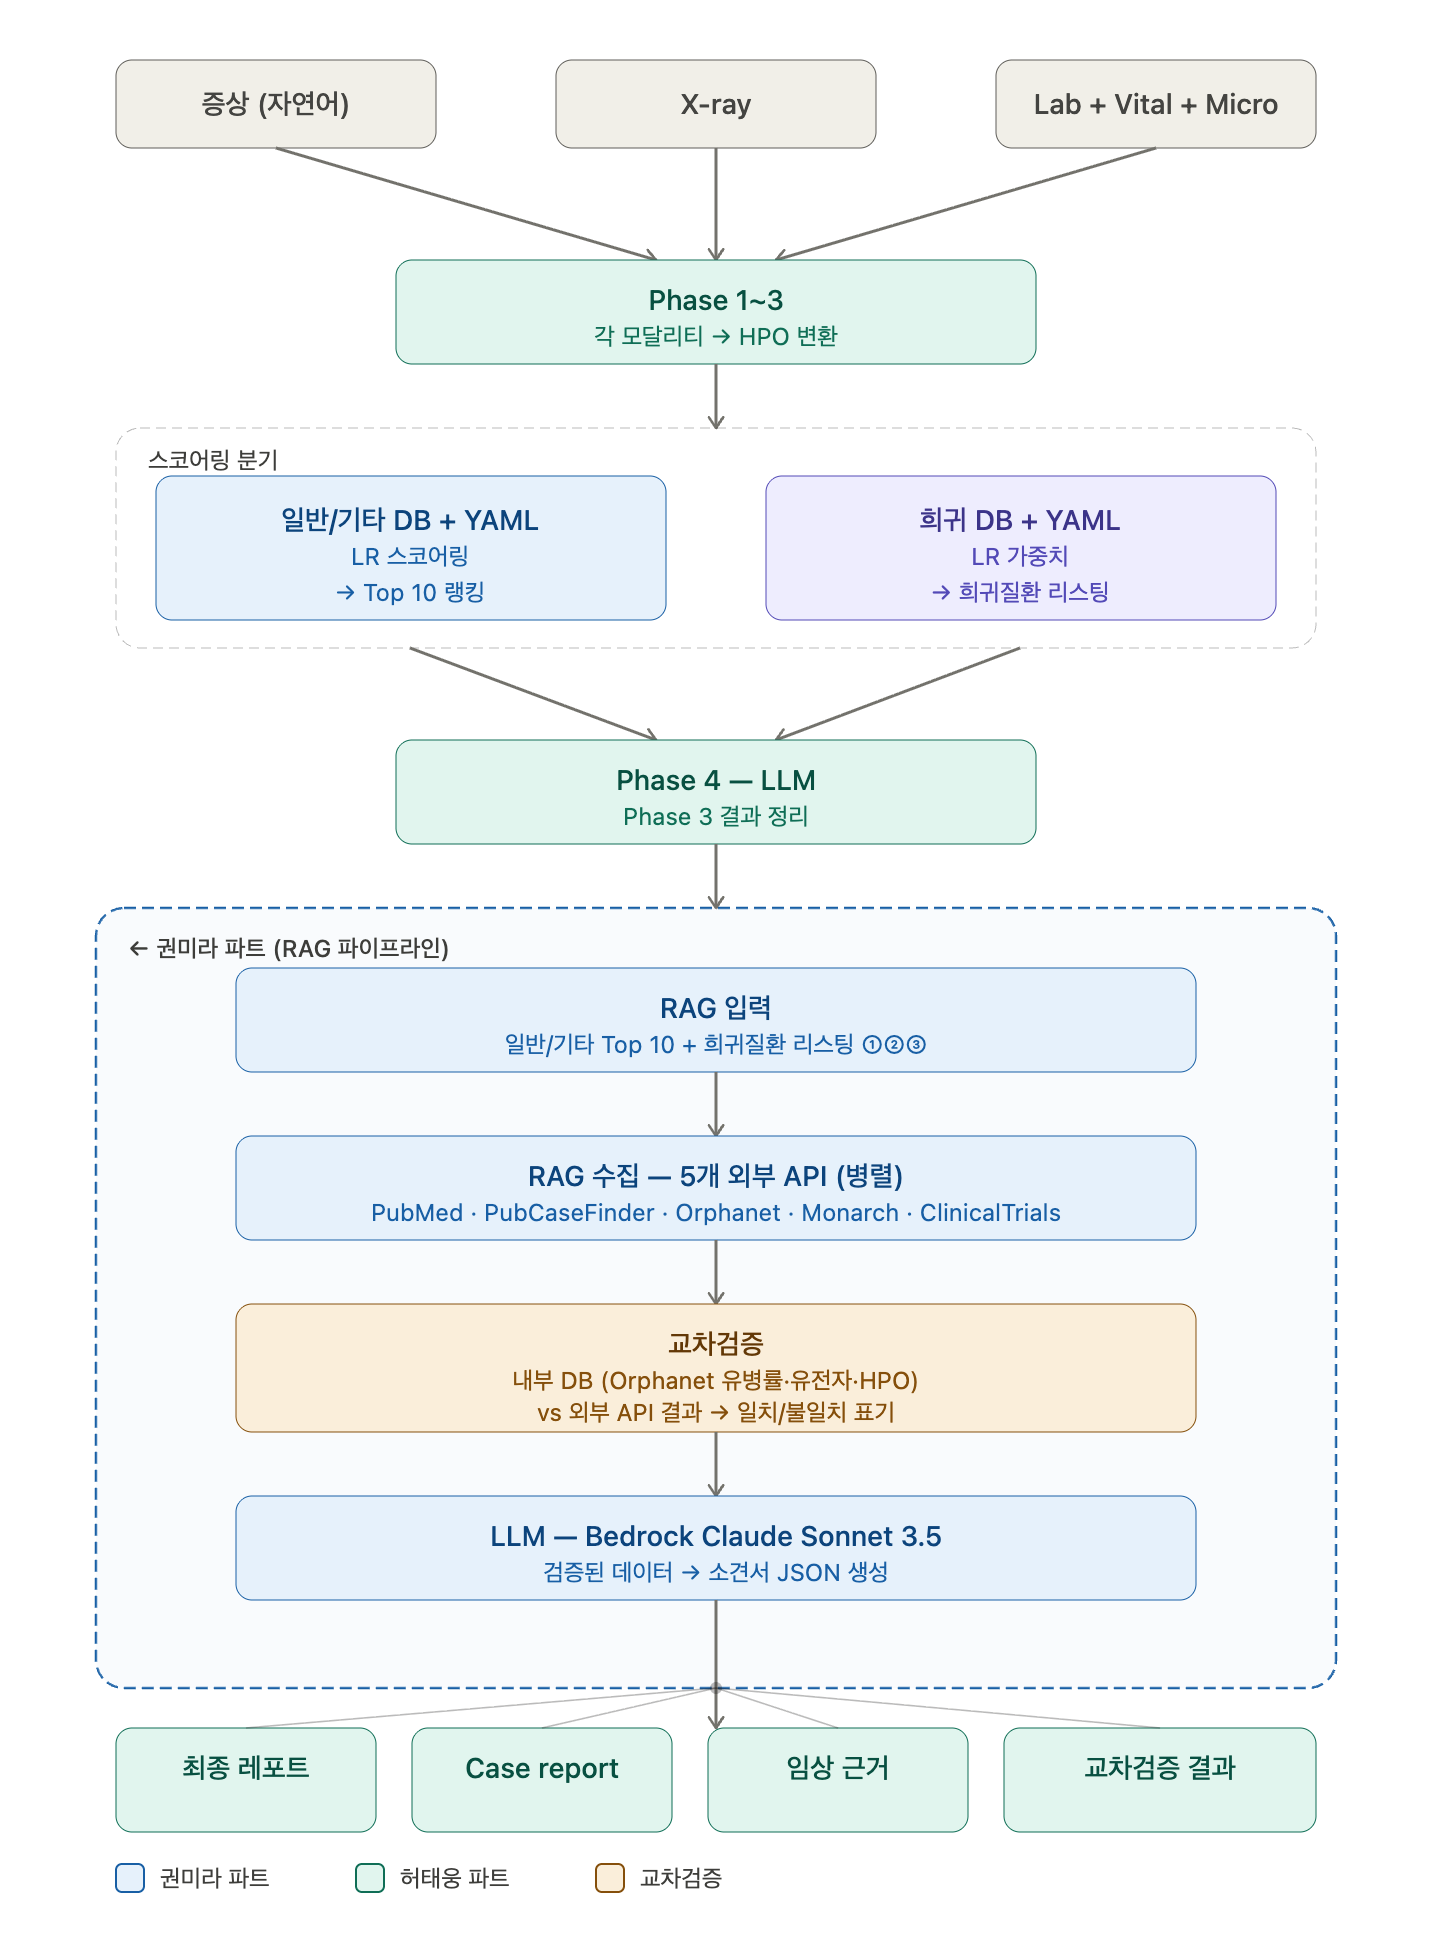 증상 (자연어)
X-ray
Lab + Vital + Micro
Phase 1~3
각 모달리티 → HPO 변환
스코어링 분기
일반/기타 DB + YAML
LR 스코어링
→ Top 10 랭킹
희귀 DB + YAML
LR 가중치
→ 희귀질환 리스팅
Phase 4 — LLM
Phase 3 결과 정리
← 권미라 파트 (RAG 파이프라인)
RAG 입력
일반/기타 Top 10 + 희귀질환 리스팅 ①②③
RAG 수집 — 5개 외부 API (병렬)
PubMed · PubCaseFinder · Orphanet · Monarch · ClinicalTrials
교차검증
내부 DB (Orphanet 유병률·유전자·HPO)
vs 외부 API 결과 → 일치/불일치 표기
LLM — Bedrock Claude Sonnet 3.5
검증된 데이터 → 소견서 JSON 생성
최종 레포트
Case report
임상 근거
교차검증 결과
권미라 파트
허태웅 파트
교차검증